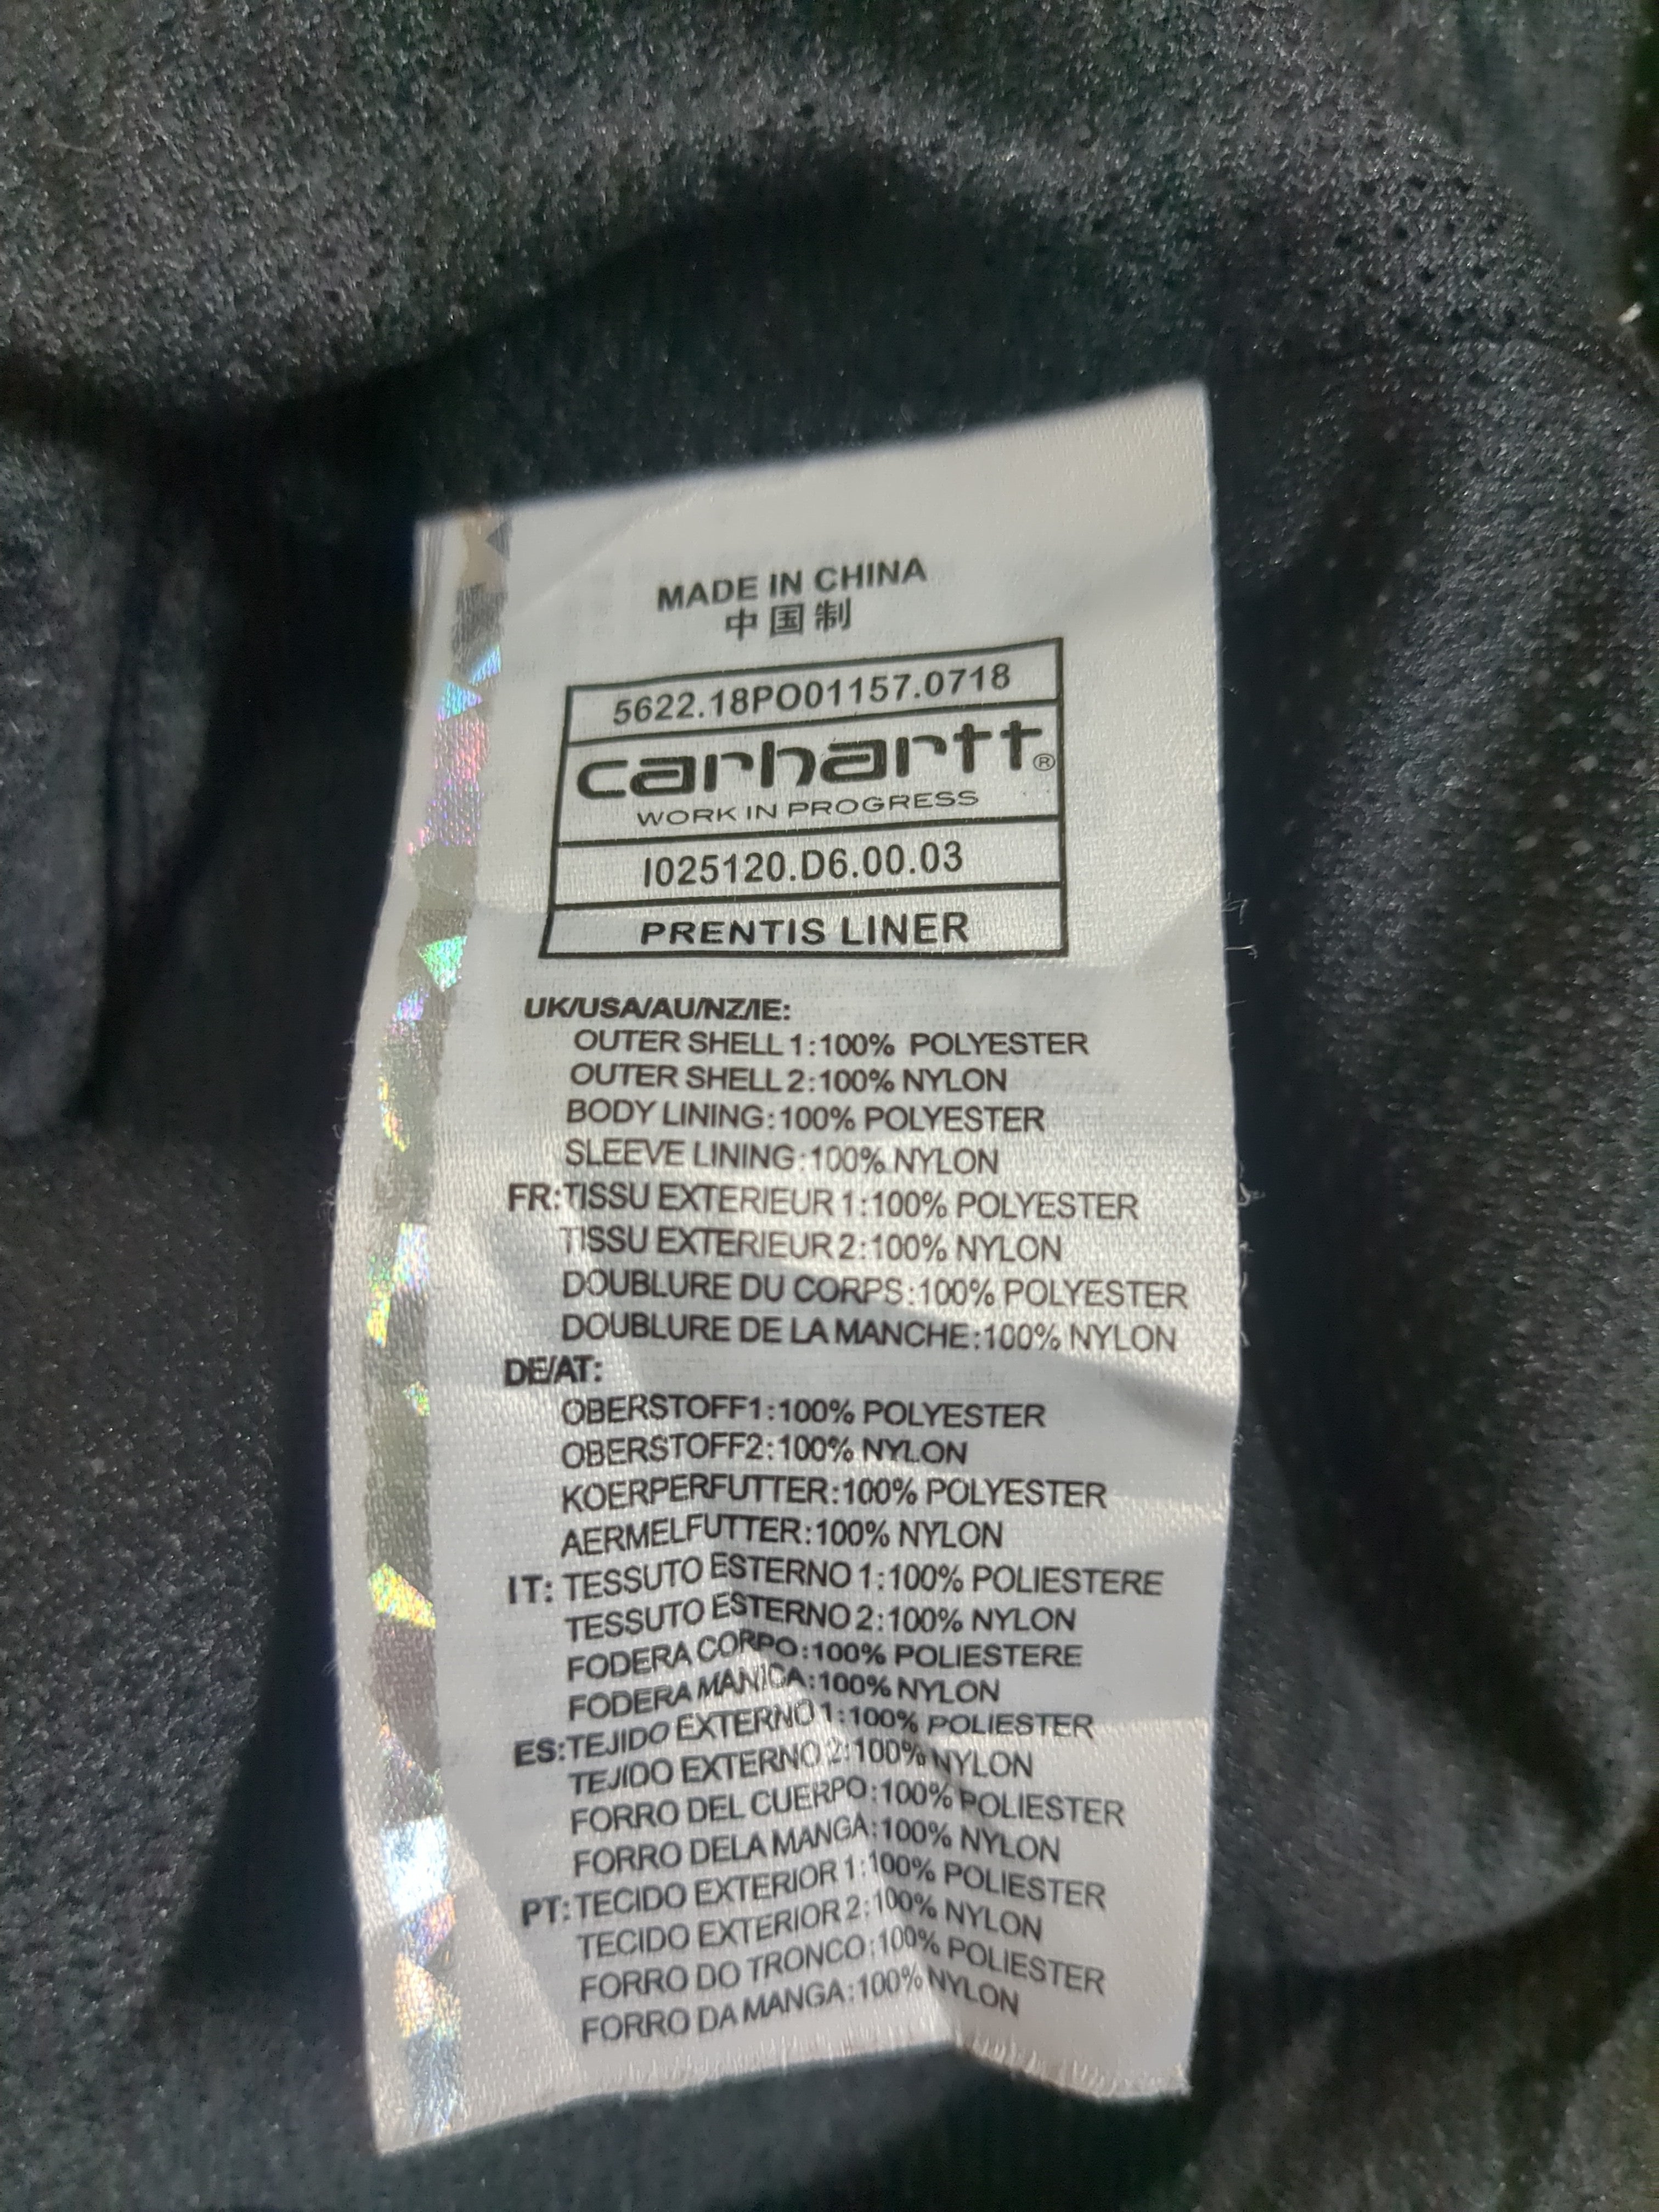 MADE IN CHINA
中国制
5622.18PO01157.0718
carhartt®
WORK IN PROGRESS
I025120.D6.00.03
PRENTIS LINER
UK/USA/AU/NZ/IE:
OUTER SHELL 1:100% POLYESTER
OUTER SHELL 2:100% NYLON
BODY LINING:100% POLYESTER
SLEEVE LINING:100% NYLON
FR:TISSU EXTERIEUR 1:100% POLYESTER
TISSU EXTERIEUR 2:100% NYLON
DOUBLURE DU CORPS:100% POLYESTER
DOUBLURE DE LA MANCHE:100% NYLON
DE/AT:
OBERSTOFF1:100% POLYESTER
OBERSTOFF2:100% NYLON
KOERPERFUTTER:100% POLYESTER
AERMELFUTTER:100% NYLON
IT: TESSUTO ESTERNO 1:100% POLIESTERE
TESSUTO ESTERNO 2:100% NYLON
FODERA CORPO:100% POLIESTERE
FODERA MANICA:100% NYLON
ES:TEJIDO EXTERNO 1:100% POLIESTER
TEJIDO EXTERNO 2:100% NYLON
FORRO DEL CUERPO:100% POLIESTER
FORRO DELA MANGA:100% NYLON
PT:TECIDO EXTERIOR 1:100% POLIESTER
TECIDO EXTERIOR 2:100% NYLON
FORRO DO TRONCO:100% POLIESTER
FORRO DA MANGA:100% NYLON